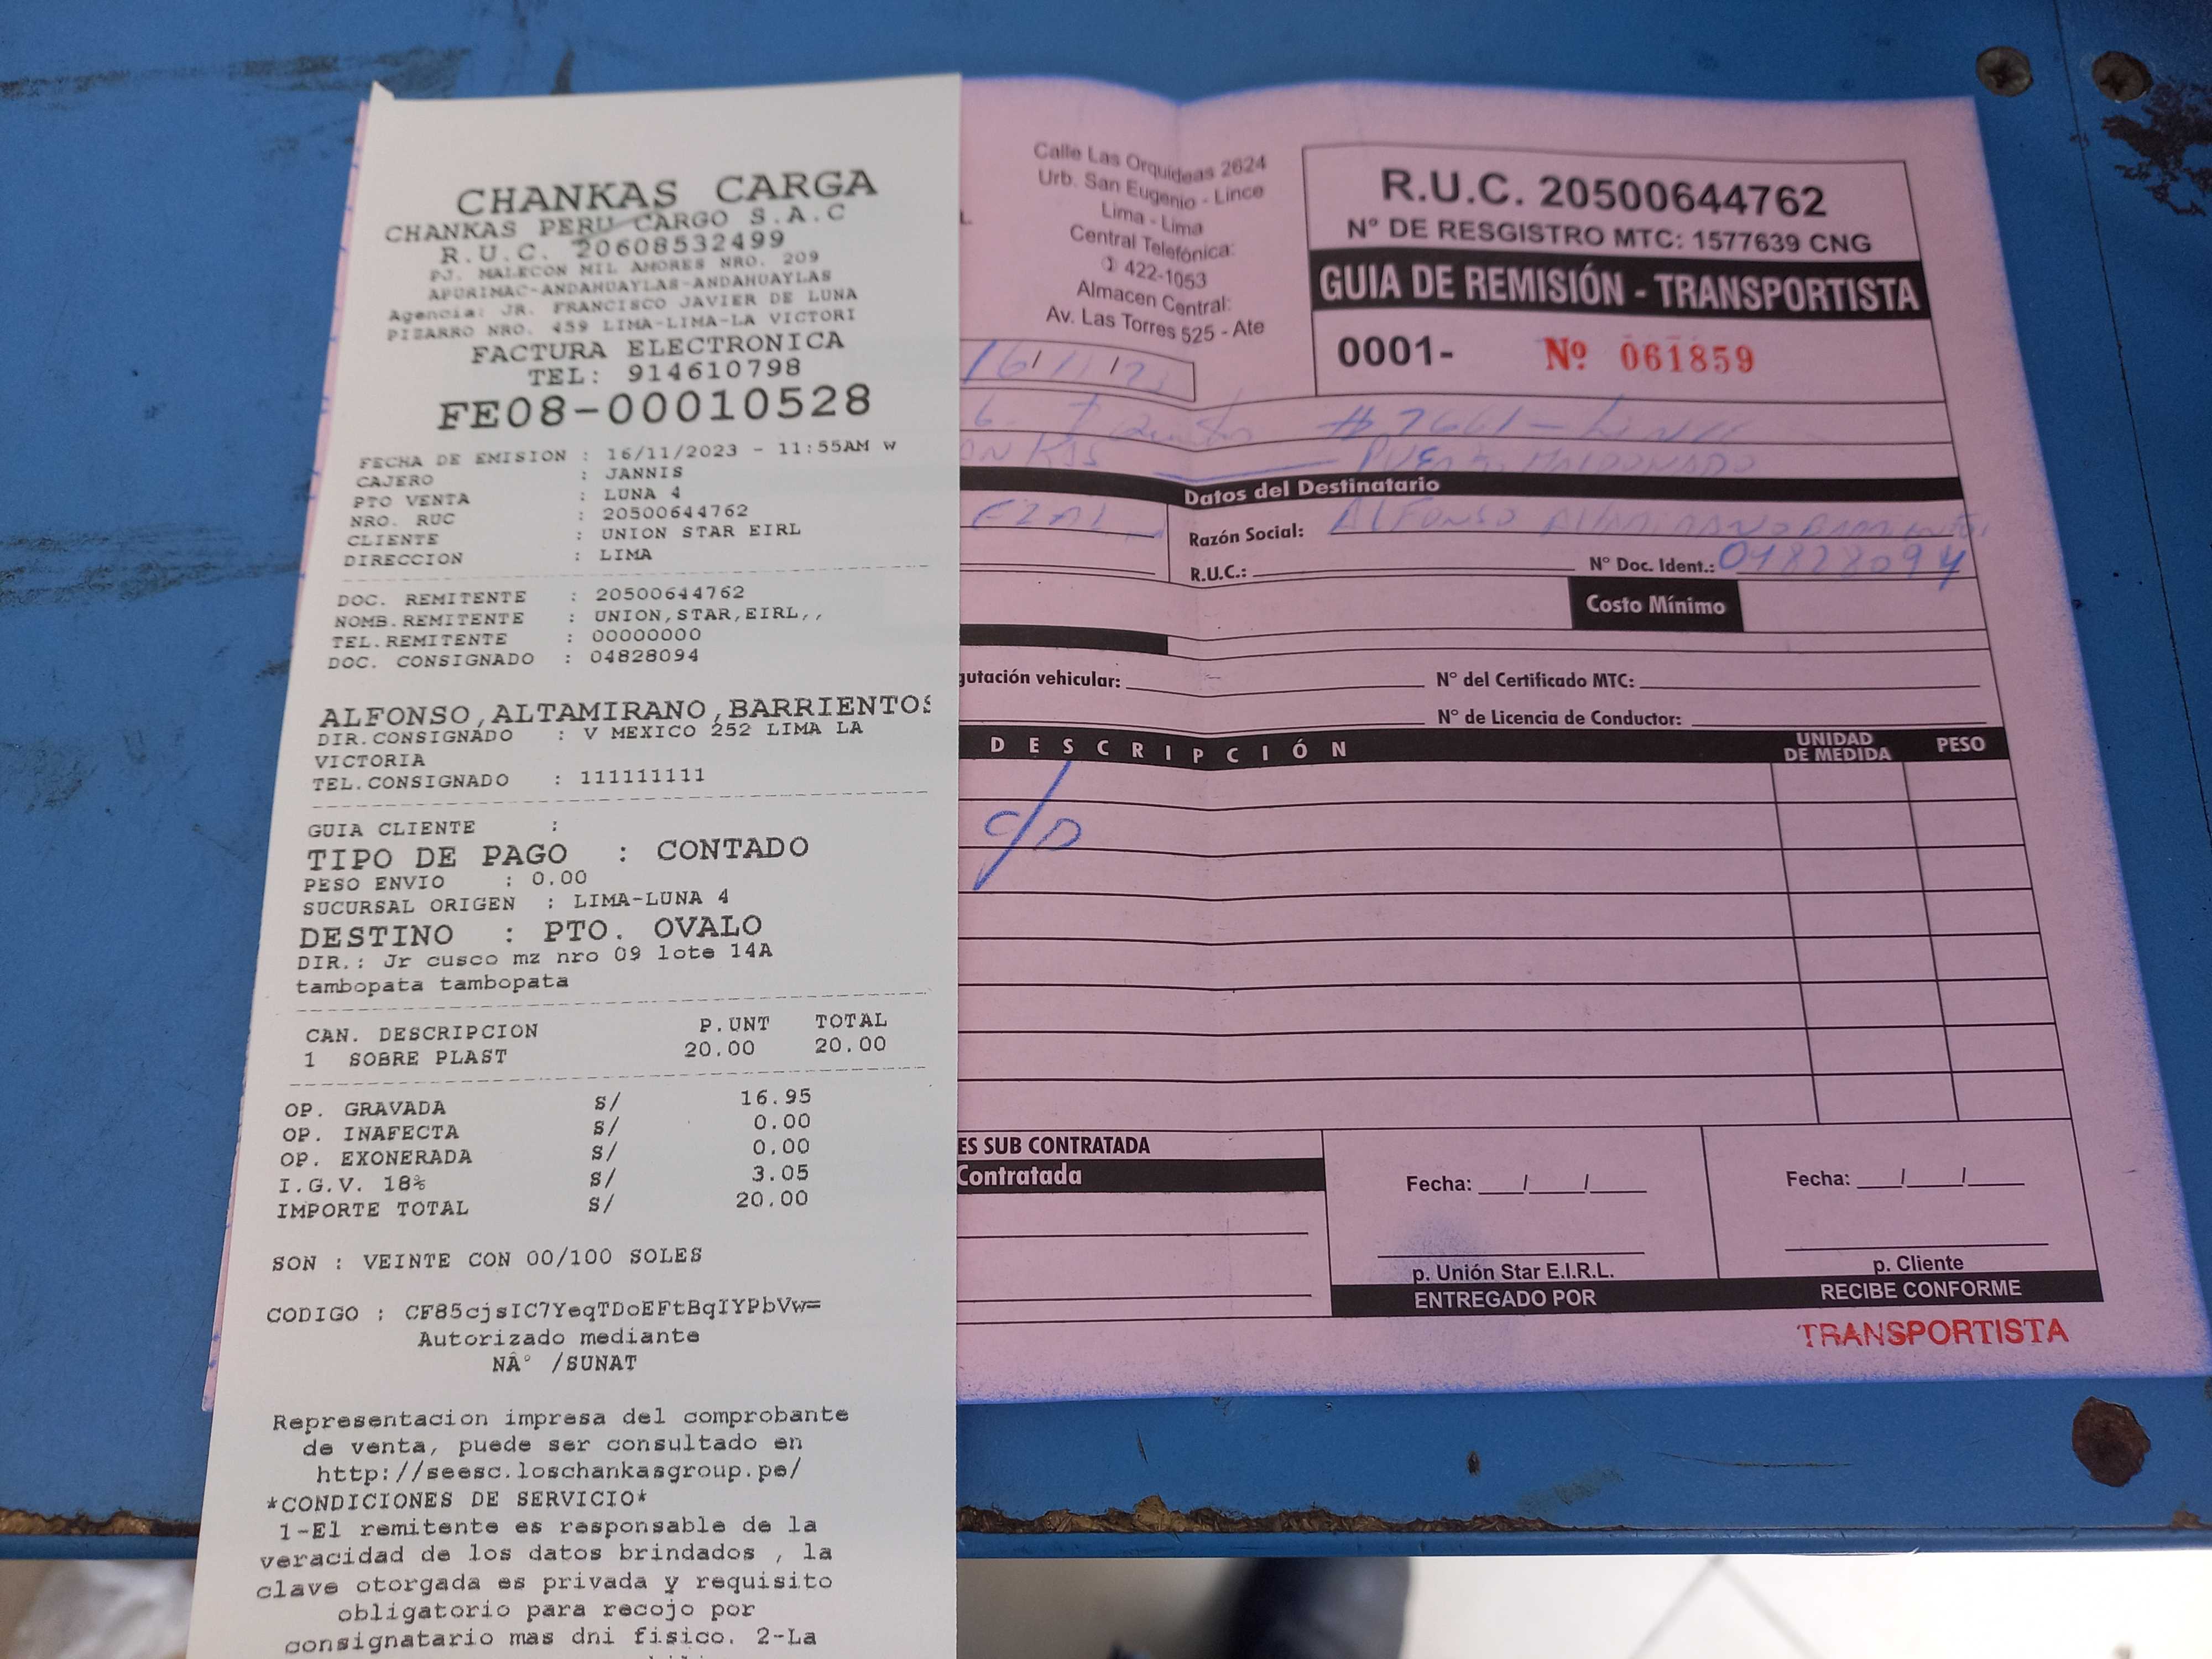 CHANKAS CARGA
CHANKAS PERU CARGO S.A.C
R.U.C. 20608532499
PJ. MALECON MIL AMORES NRO. 209
APURIMAC-ANDAHUAYLAS-ANDAHUAYLAS
Agencia: JR. FRANCISCO JAVIER DE LUNA
PIZARRO NRO. 459 LIMA-LIMA-LA VICTORI
FACTURA ELECTRONICA
TEL: 914610798
FE08-00010528
FECHA DE EMISION : 16/11/2023 - 11:55AM w
CAJERO : JANNIS
PTO VENTA : LUNA 4
NRO. RUC : 20500644762
CLIENTE : UNION STAR EIRL
DIRECCION : LIMA
DOC. REMITENTE : 20500644762
NOMB.REMITENTE : UNION,STAR,EIRL,,
TEL.REMITENTE : 00000000
DOC. CONSIGNADO : 04828094
ALFONSO,ALTAMIRANO,BARRIENTOS
DIR.CONSIGNADO : V MEXICO 252 LIMA LA
VICTORIA
TEL.CONSIGNADO : 111111111
GUIA CLIENTE :
TIPO DE PAGO : CONTADO
PESO ENVIO : 0.00
SUCURSAL ORIGEN : LIMA-LUNA 4
DESTINO : PTO. OVALO
DIR.: Jr cusco mz nro 09 lote 14A
tambopata tambopata
CAN. DESCRIPCION P.UNT TOTAL
1 SOBRE PLAST 20.00 20.00
OP. GRAVADA S/ 16.95
OP. INAFECTA S/ 0.00
OP. EXONERADA S/ 0.00
I.G.V. 18% S/ 3.05
IMPORTE TOTAL S/ 20.00
SON : VEINTE CON 00/100 SOLES
CODIGO : CF85cjsIC7YeqTDoEFtBqIYPbVw=
Autorizado mediante
NÂ° /SUNAT
Representacion impresa del comprobante
de venta, puede ser consultado en
http://seesc.loschankasgroup.pe/
*CONDICIONES DE SERVICIO*
1-El remitente es responsable de la
veracidad de los datos brindados , la
clave otorgada es privada y requisito
obligatorio para recojo por
consignatario mas dni fisico. 2-La
Calle Las Orquideas 2624
Urb. San Eugenio - Lince
Lima - Lima
Central Telefónica:
422-1053
Almacen Central:
Av. Las Torres 525 - Ate
R.U.C. 20500644762
N° DE RESGISTRO MTC: 1577639 CNG
GUIA DE REMISIÓN - TRANSPORTISTA
0001- Nº 061859
PUERTO MALDONADO
Datos del Destinatario
Razón Social: ALFONSO ALTAMIRANO BARRIENTOS
R.U.C.: N° Doc. Ident.: 04828094
Costo Mínimo
vehicular: N° del Certificado MTC:
N° de Licencia de Conductor:
DESCRIPCIÓN UNIDAD DE MEDIDA PESO
ES SUB CONTRATADA
Contratada
Fecha: / / Fecha: / /
p. Unión Star E.I.R.L. p. Cliente
ENTREGADO POR RECIBE CONFORME
TRANSPORTISTA